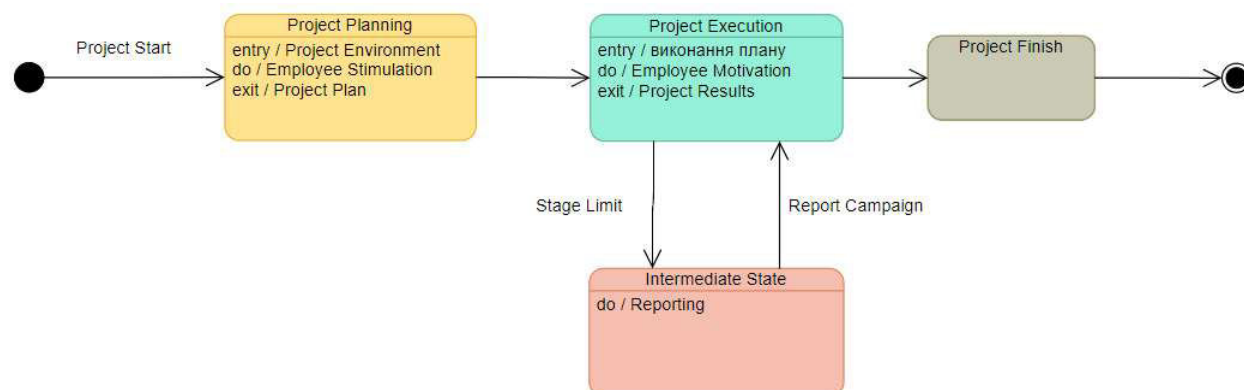 Project Start
Project Planning
entry / Project Environment
do / Employee Stimulation
exit / Project Plan
Project Execution
entry / виконання плану
do / Employee Motivation
exit / Project Results
Project Finish
Stage Limit
Report Campaign
Intermediate State
do / Reporting